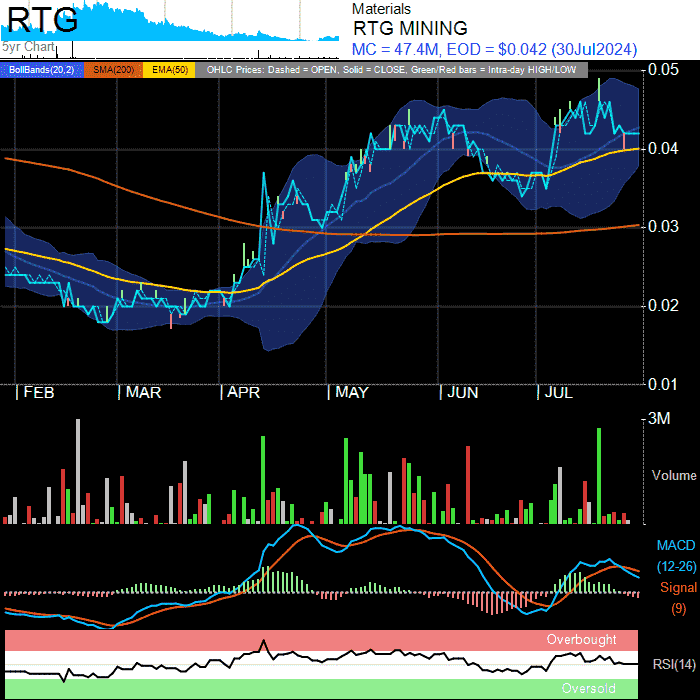 RTG
5yr Chart
Materials
RTG MINING
MC = 47.4M, EOD = $0.042 (30Jul2024)
BollBands(20,2) SMA(200) EMA(50) OHLC Prices: Dashed = OPEN, Solid = CLOSE, Green/Red bars = Intra-day HIGH/LOW
0.05
0.04
0.03
0.02
0.01
FEB MAR APR MAY JUN JUL
3M
Volume
MACD
(12-26)
Signal
(9)
Overbought
RSI(14)
Oversold